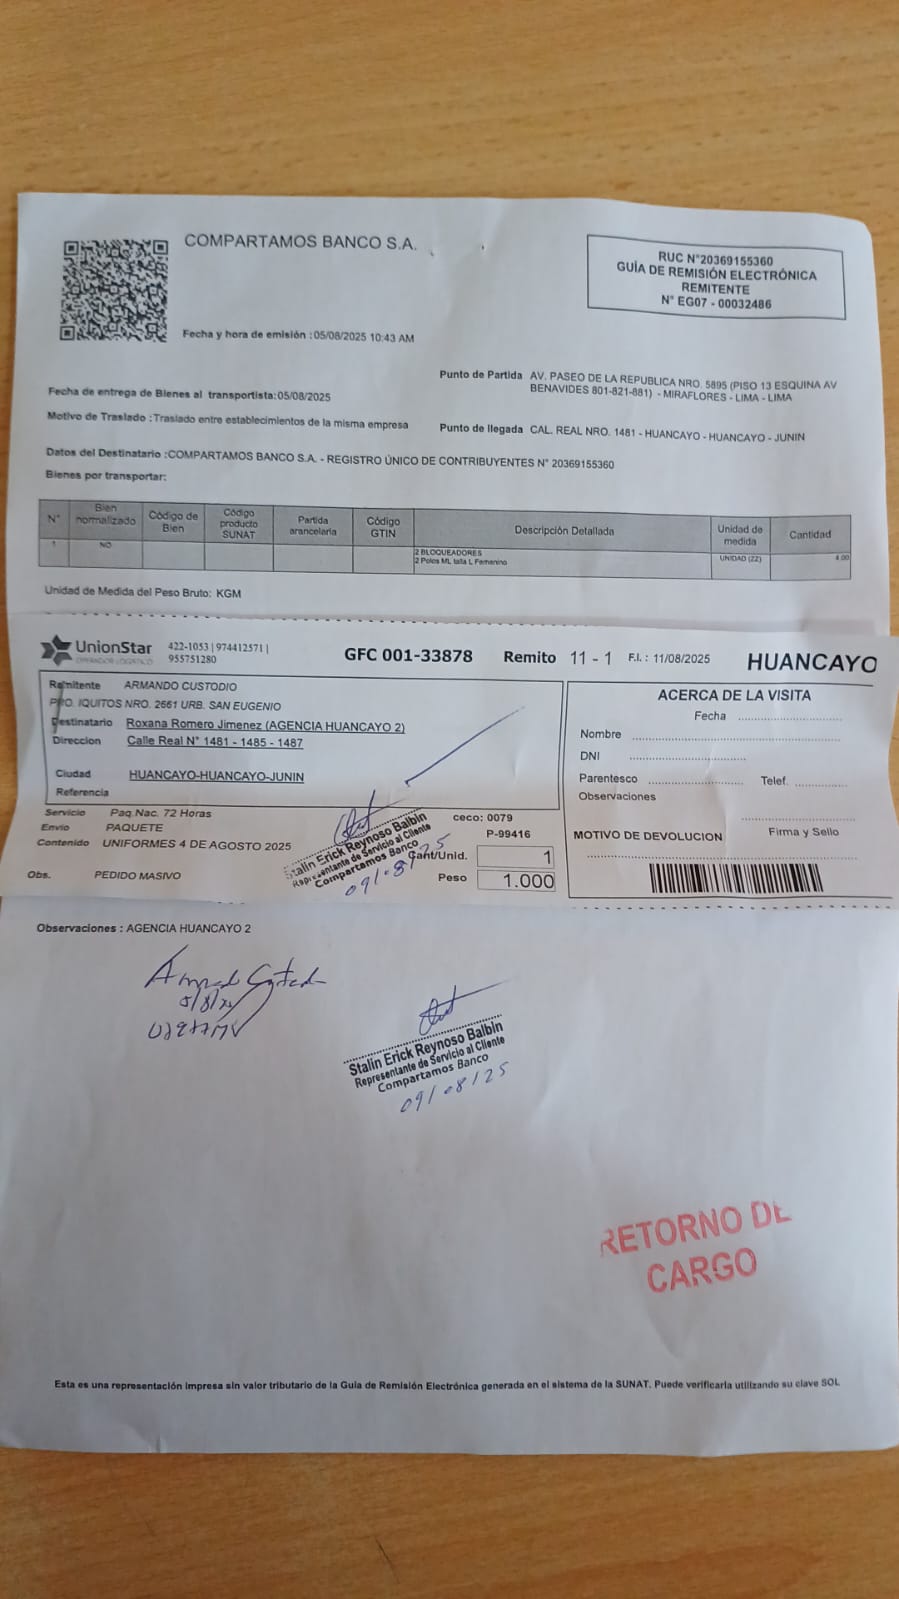 COMPARTAMOS BANCO S.A.
RUC N°20369155360
GUÍA DE REMISIÓN ELECTRÓNICA
REMITENTE
N° EG07 - 00032486
Fecha y hora de emisión :05/08/2025 10:43 AM
Fecha de entrega de Bienes al transportista:05/08/2025
Punto de Partida AV. PASEO DE LA REPUBLICA NRO. 5895 (PISO 13 ESQUINA AV
BENAVIDES 801-821-881) - MIRAFLORES - LIMA - LIMA
Motivo de Traslado :Traslado entre establecimientos de la misma empresa
Punto de llegada CAL. REAL NRO. 1481 - HUANCAYO - HUANCAYO - JUNIN
Datos del Destinatario :COMPARTAMOS BANCO S.A. - REGISTRO ÚNICO DE CONTRIBUYENTES N° 20369155360
Bienes por transportar:
N° Bien normalizado Código de Bien Código producto SUNAT Partida arancelaria Código GTIN Descripción Detallada Unidad de medida Cantidad
1 NO 2 BLOQUEADORES UNIDAD (ZZ) 4.00
2 Polos ML talla L Femenino
Unidad de Medida del Peso Bruto: KGM
UnionStar
OPERADOR LOGISTICO
422-1053 | 974412571 |
955751280
GFC 001-33878 Remito 11 - 1 F.I. : 11/08/2025 HUANCAYO
Remitente ARMANDO CUSTODIO
PRO. IQUITOS NRO. 2661 URB. SAN EUGENIO
Destinatario Roxana Romero Jimenez (AGENCIA HUANCAYO 2)
Direccion Calle Real N° 1481 - 1485 - 1487
Ciudad HUANCAYO-HUANCAYO-JUNIN
Referencia
Servicio Paq.Nac. 72 Horas
Envio PAQUETE
Contenido UNIFORMES 4 DE AGOSTO 2025
Obs. PEDIDO MASIVO
ceco: 0079
P-99416
Cant/Unid. 1
Peso 1.000
Stalin Erick Reynoso Balbin
Representante de Servicio al Cliente
Compartamos Banco
09/08/25
ACERCA DE LA VISITA
Fecha
Nombre
DNI
Parentesco Telef.
Observaciones
MOTIVO DE DEVOLUCION Firma y Sello
Observaciones : AGENCIA HUANCAYO 2
Stalin Erick Reynoso Balbin
Representante de Servicio al Cliente
Compartamos Banco
09/08/25
RETORNO DE
CARGO
Esta es una representación impresa sin valor tributario de la Guía de Remisión Electrónica generada en el sistema de la SUNAT. Puede verificarla utilizando su clave SOL